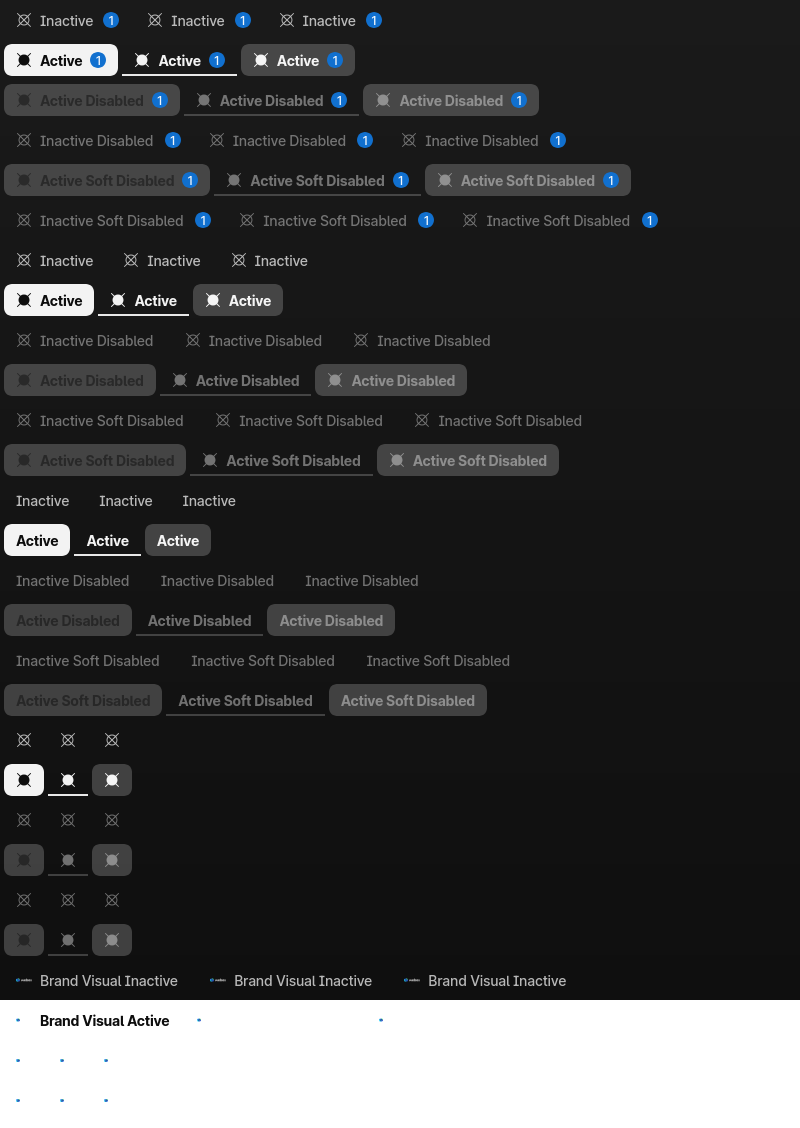 Inactive 1 Inactive 1 Inactive 1
Active 1 Active 1 Active 1
Active Disabled 1 Active Disabled 1 Active Disabled 1
Inactive Disabled 1 Inactive Disabled 1 Inactive Disabled 1
Active Soft Disabled 1 Active Soft Disabled 1 Active Soft Disabled 1
Inactive Soft Disabled 1 Inactive Soft Disabled 1 Inactive Soft Disabled 1
Inactive Inactive Inactive
Active Active Active
Inactive Disabled Inactive Disabled Inactive Disabled
Active Disabled Active Disabled Active Disabled
Inactive Soft Disabled Inactive Soft Disabled Inactive Soft Disabled
Active Soft Disabled Active Soft Disabled Active Soft Disabled
Inactive Inactive Inactive
Active Active Active
Inactive Disabled Inactive Disabled Inactive Disabled
Active Disabled Active Disabled Active Disabled
Inactive Soft Disabled Inactive Soft Disabled Inactive Soft Disabled
Active Soft Disabled Active Soft Disabled Active Soft Disabled
Brand Visual Inactive Brand Visual Inactive Brand Visual Inactive
Brand Visual Active